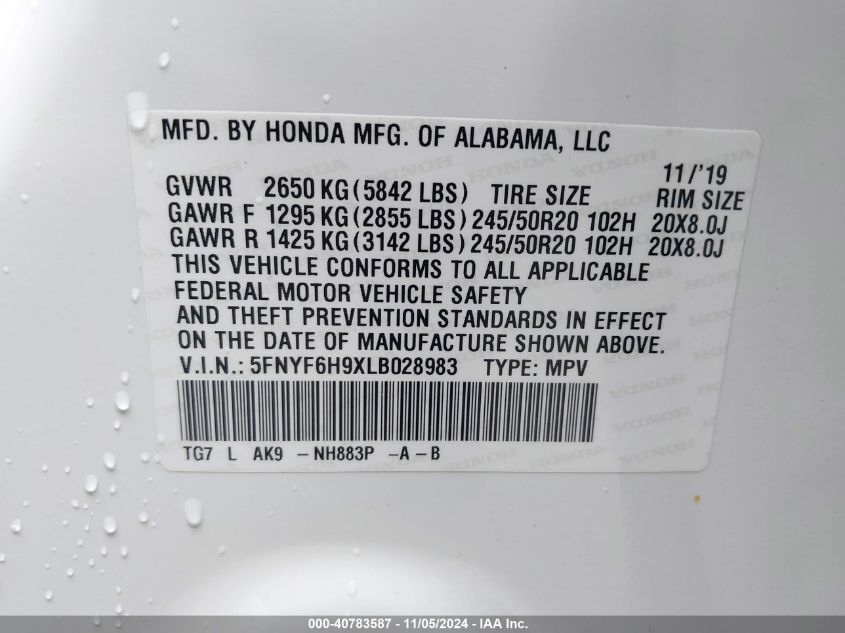 MFD. BY HONDA MFG. OF ALABAMA, LLC
11/'19
GVWR 2650 KG (5842 LBS) TIRE SIZE RIM SIZE
GAWR F 1295 KG (2855 LBS) 245/50R20 102H 20X8.0J
GAWR R 1425 KG (3142 LBS) 245/50R20 102H 20X8.0J
THIS VEHICLE CONFORMS TO ALL APPLICABLE
FEDERAL MOTOR VEHICLE SAFETY
AND THEFT PREVENTION STANDARDS IN EFFECT
ON THE DATE OF MANUFACTURE SHOWN ABOVE.
V.I.N.: 5FNYF6H9XLB028983 TYPE: MPV
TG7 L AK9 -NH883P -A-B
000-40783587 - 11/05/2024 - IAA Inc.